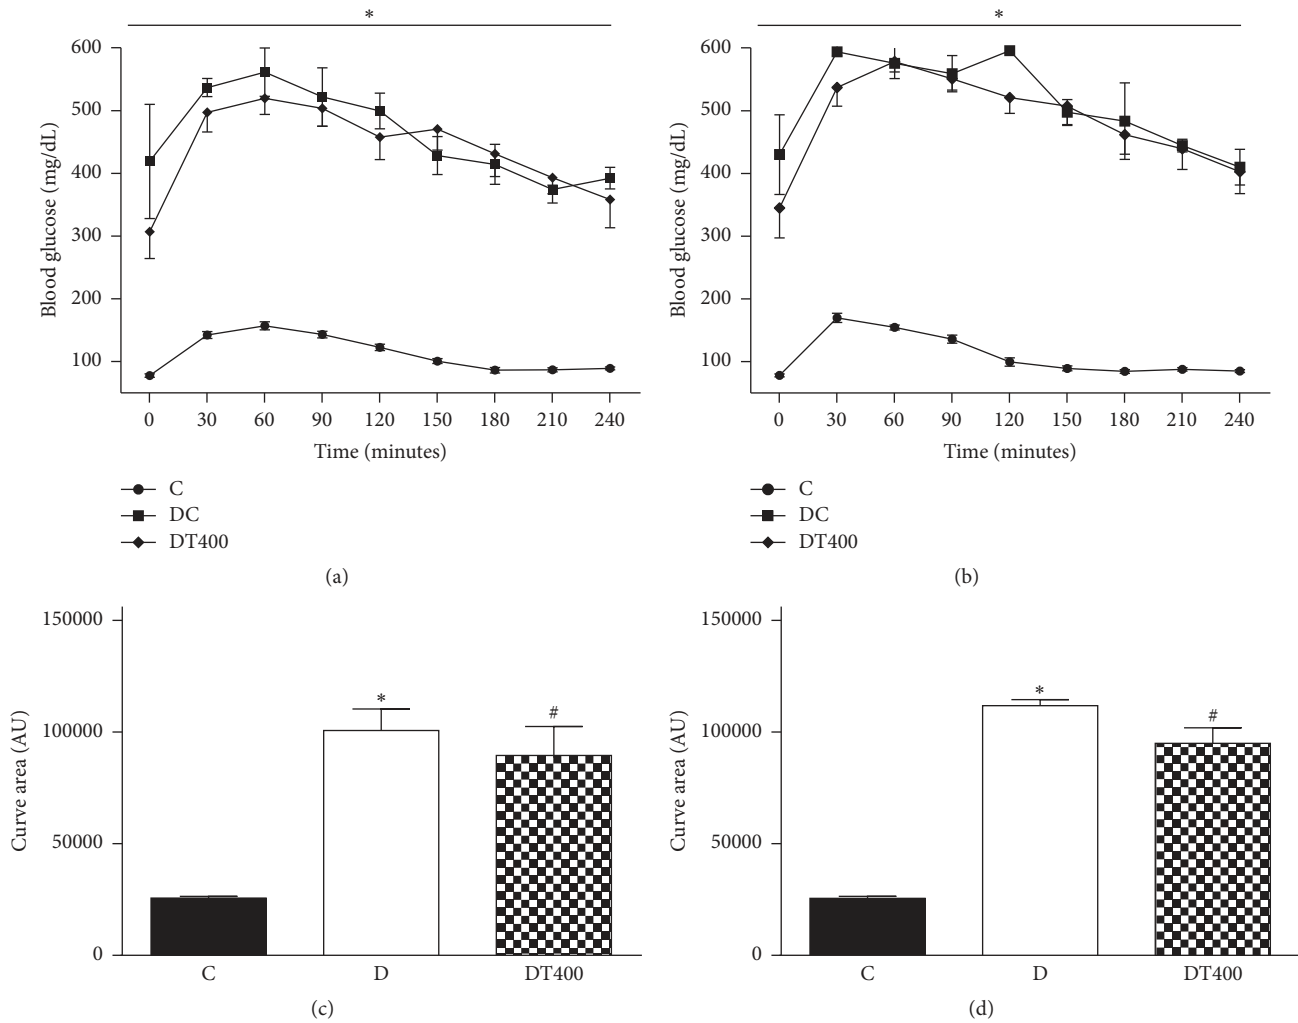 *
600
500
400
300
200
100
Blood glucose (mg/dL)
0 30 60 90 120 150 180 210 240
Time (minutes)
C
DC
DT400
(a)
*
600
500
400
300
200
100
Blood glucose (mg/dL)
0 30 60 90 120 150 180 210 240
Time (minutes)
C
DC
DT400
(b)
150000
100000
50000
0
Curve area (AU)
*
#
C D DT400
(c)
150000
100000
50000
0
Curve area (AU)
*
#
C D DT400
(d)